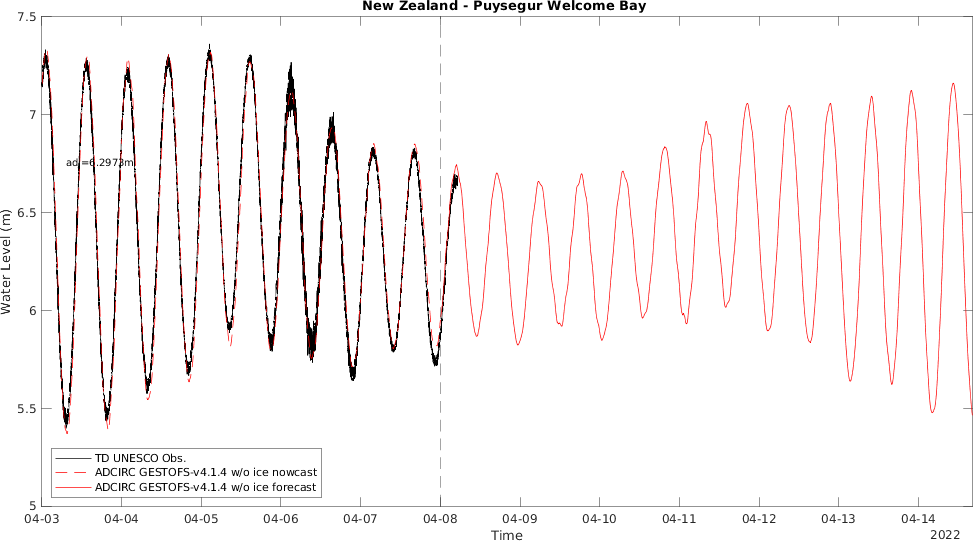 New Zealand - Puysegur Welcome Bay
7.5
7
6.5
6
5.5
5
Water Level (m)
adj=6.2973m
TD UNESCO Obs.
ADCIRC GESTOFS-v4.1.4 w/o ice nowcast
ADCIRC GESTOFS-v4.1.4 w/o ice forecast
04-03 04-04 04-05 04-06 04-07 04-08 04-09 04-10 04-11 04-12 04-13 04-14
Time
2022